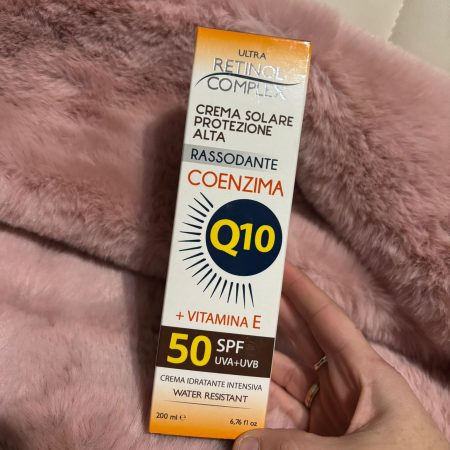 ULTRA
RETINOL
COMPLEX
CREMA SOLARE
PROTEZIONE
ALTA
RASSODANTE
COENZIMA
Q10
+ VITAMINA E
50 SPF
UVA+UVB
CREMA IDRATANTE INTENSIVA
WATER RESISTANT
200 ml ℮ 6,76 fl oz